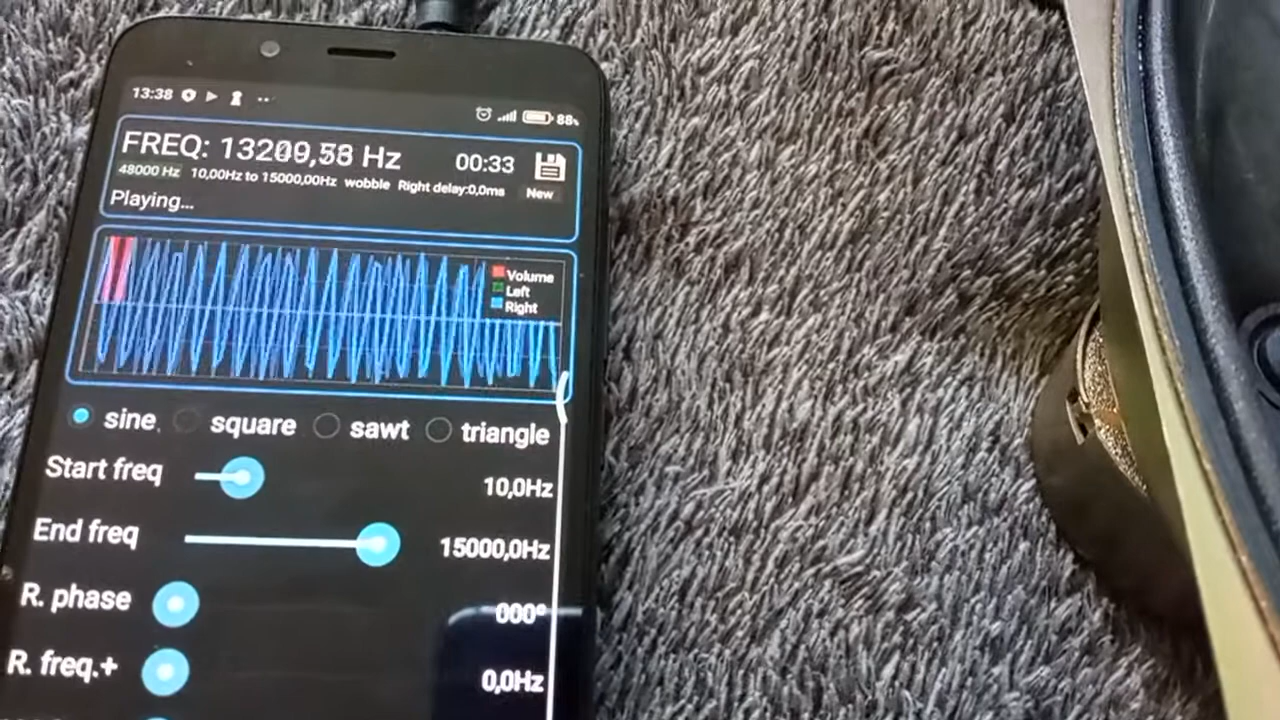 13:38 88%
FREQ: 13209,58 Hz 00:33
48000 Hz 10,00Hz to 15000,00Hz wobble Right delay:0,0ms New
Playing...
Volume
Left
Right
sine square sawt triangle
Start freq 10,0Hz
End freq 15000,0Hz
R. phase 000°
R. freq.+ 0,0Hz